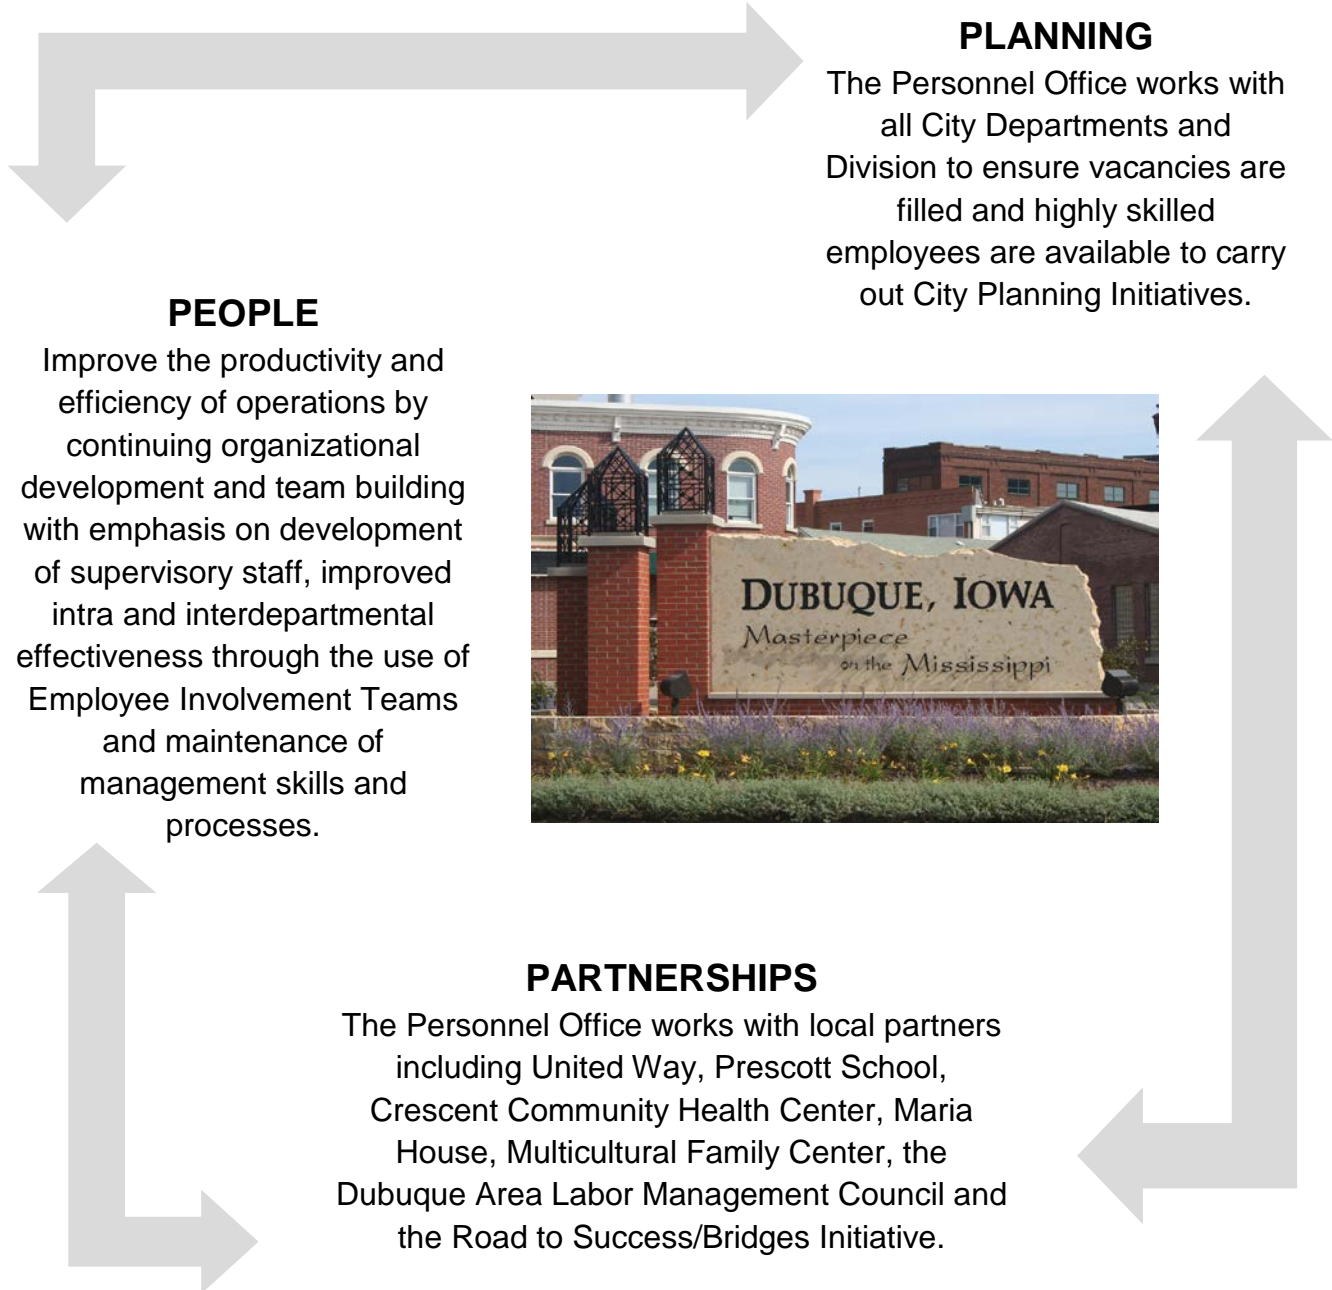 PLANNING
The Personnel Office works with
all City Departments and
Division to ensure vacancies are
filled and highly skilled
employees are available to carry
out City Planning Initiatives.
PEOPLE
Improve the productivity and
efficiency of operations by
continuing organizational
development and team building
with emphasis on development
of supervisory staff, improved
intra and interdepartmental
effectiveness through the use of
Employee Involvement Teams
and maintenance of
management skills and
processes.
DUBUQUE, IOWA
Masterpiece
on the Mississippi
PARTNERSHIPS
The Personnel Office works with local partners
including United Way, Prescott School,
Crescent Community Health Center, Maria
House, Multicultural Family Center, the
Dubuque Area Labor Management Council and
the Road to Success/Bridges Initiative.